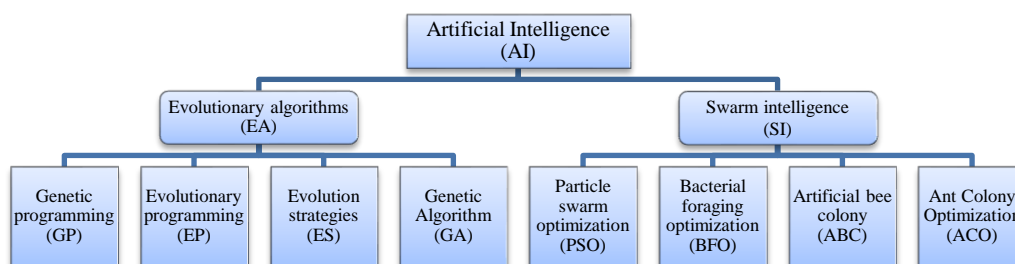 Artificial Intelligence
(AI)
Evolutionary algorithms
(EA)
Swarm intelligence
(SI)
Genetic
programming
(GP)
Evolutionary
programming
(EP)
Evolution
strategies
(ES)
Genetic
Algorithm
(GA)
Particle
swarm
optimization
(PSO)
Bacterial
foraging
optimization
(BFO)
Artificial bee
colony
(ABC)
Ant Colony
Optimization
(ACO)